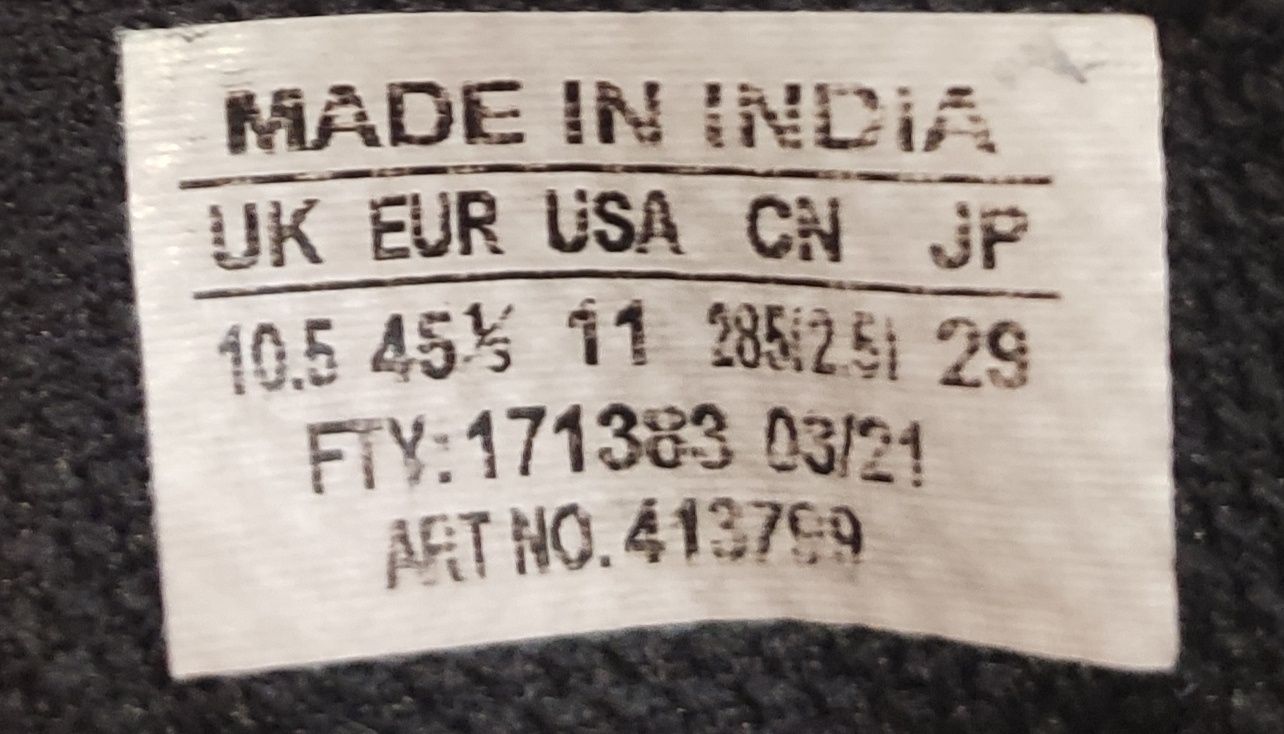 MADE IN INDIA
UK EUR USA CN JP
10.5 45⅓ 11 285(2.5) 29
FTY: 171383 03/21
ART NO. 413799